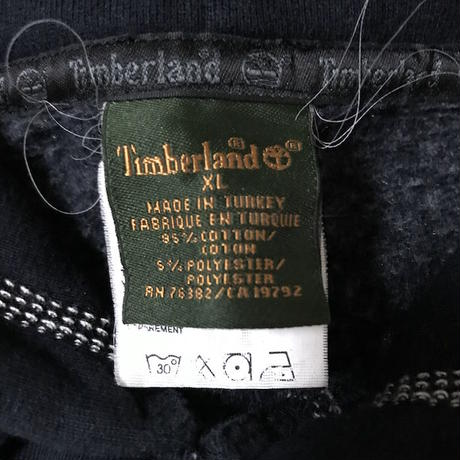 Timberland Timberland
Timberland ®
XL
MADE IN TURKEY
FABRIQUE EN TURQUIE
95% COTTON/
COTON
5% POLYESTER/
POLYESTER
RN 76382/CA 19792
30°